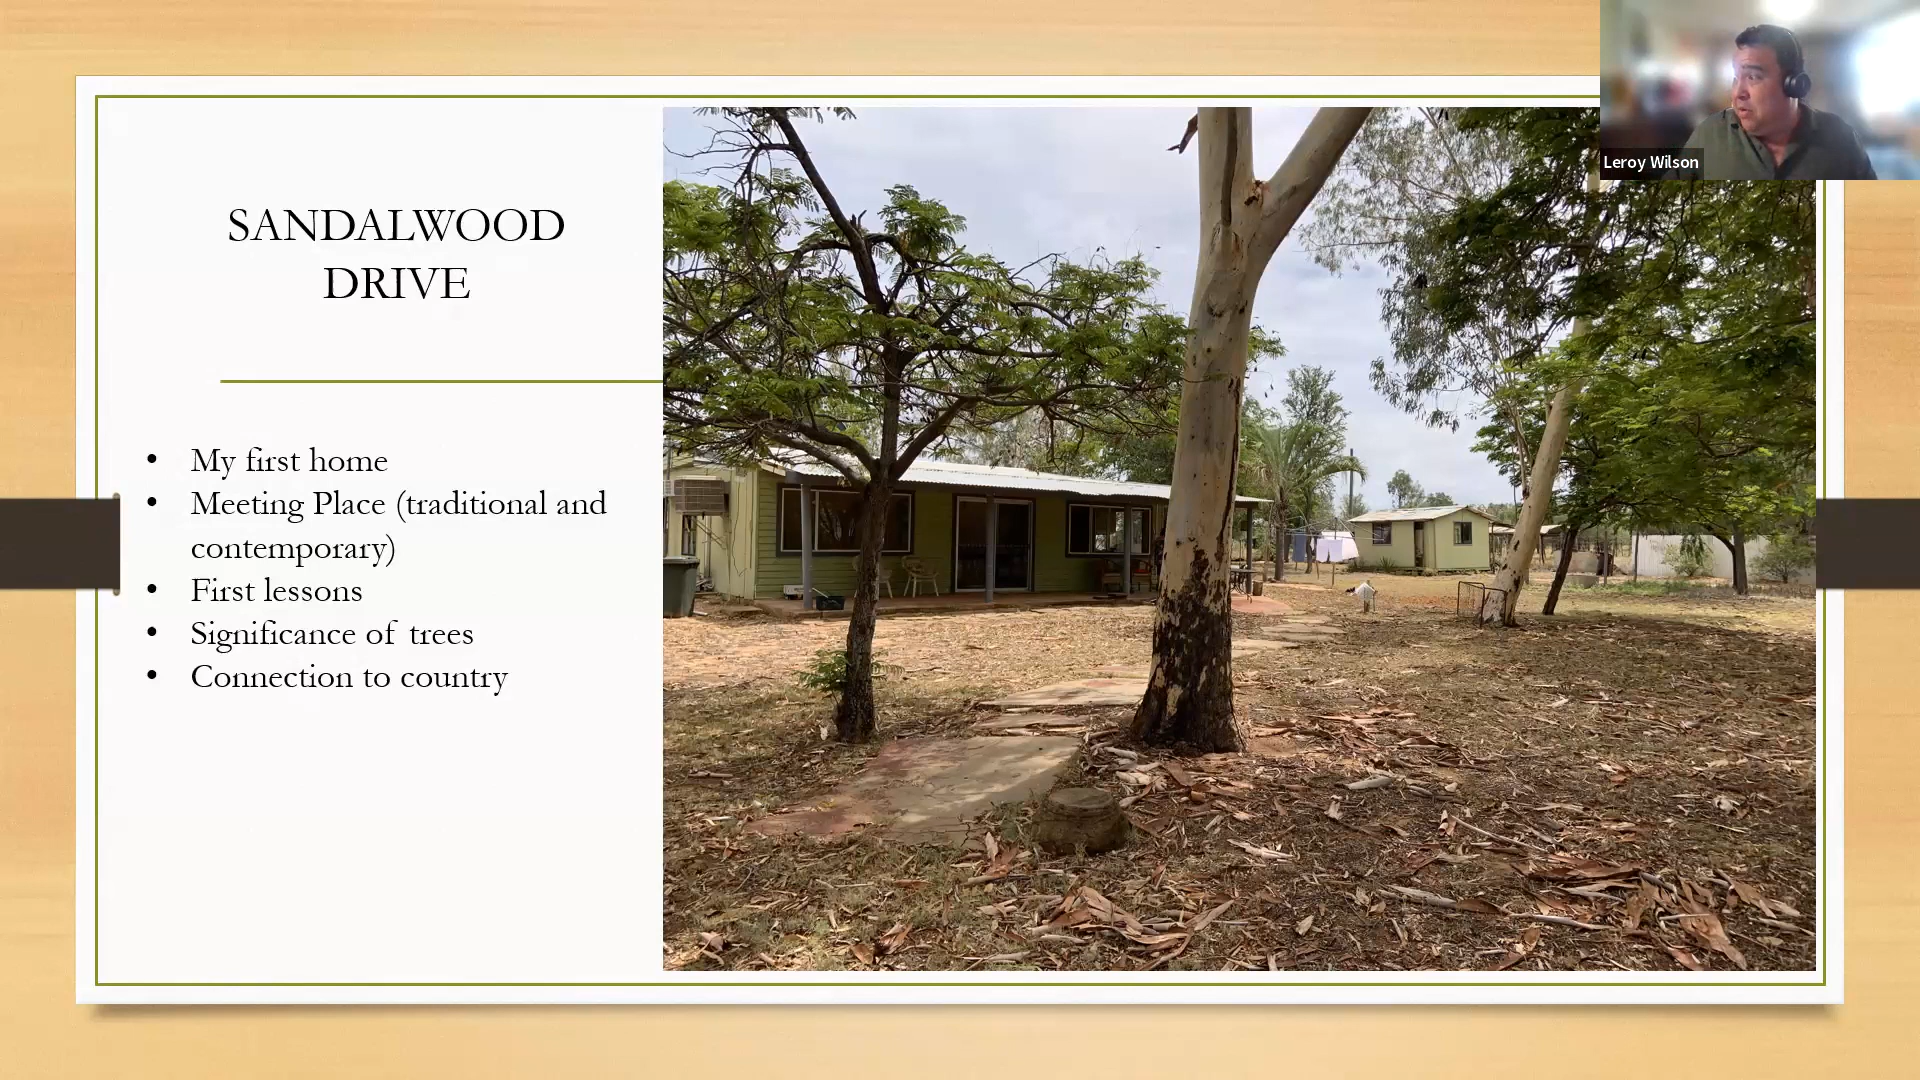 SANDALWOOD
DRIVE
• My first home
• Meeting Place (traditional and
contemporary)
• First lessons
• Significance of trees
• Connection to country
Leroy Wilson